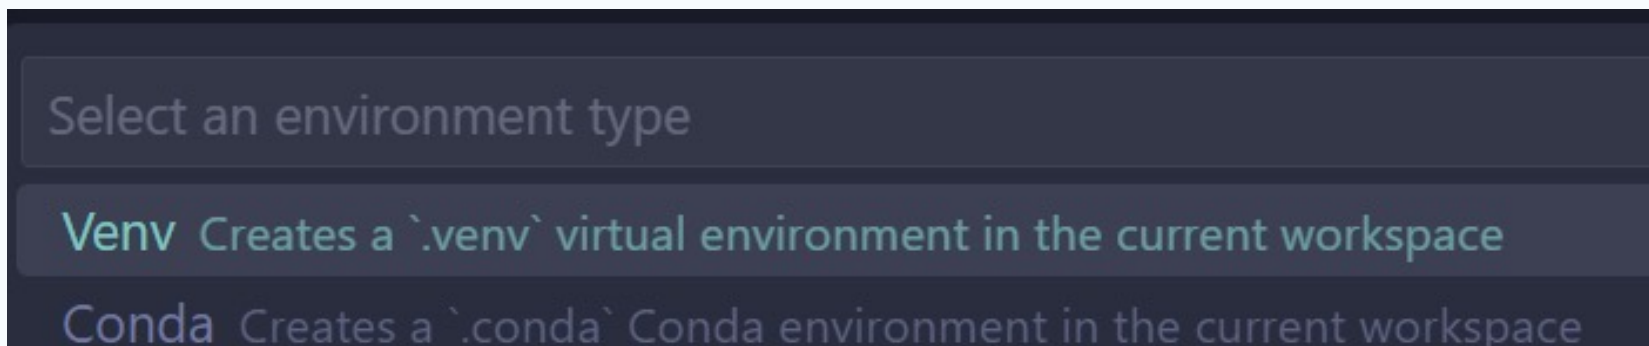 Select an environment type
Venv Creates a `.venv` virtual environment in the current workspace
Conda Creates a `.conda` Conda environment in the current workspace